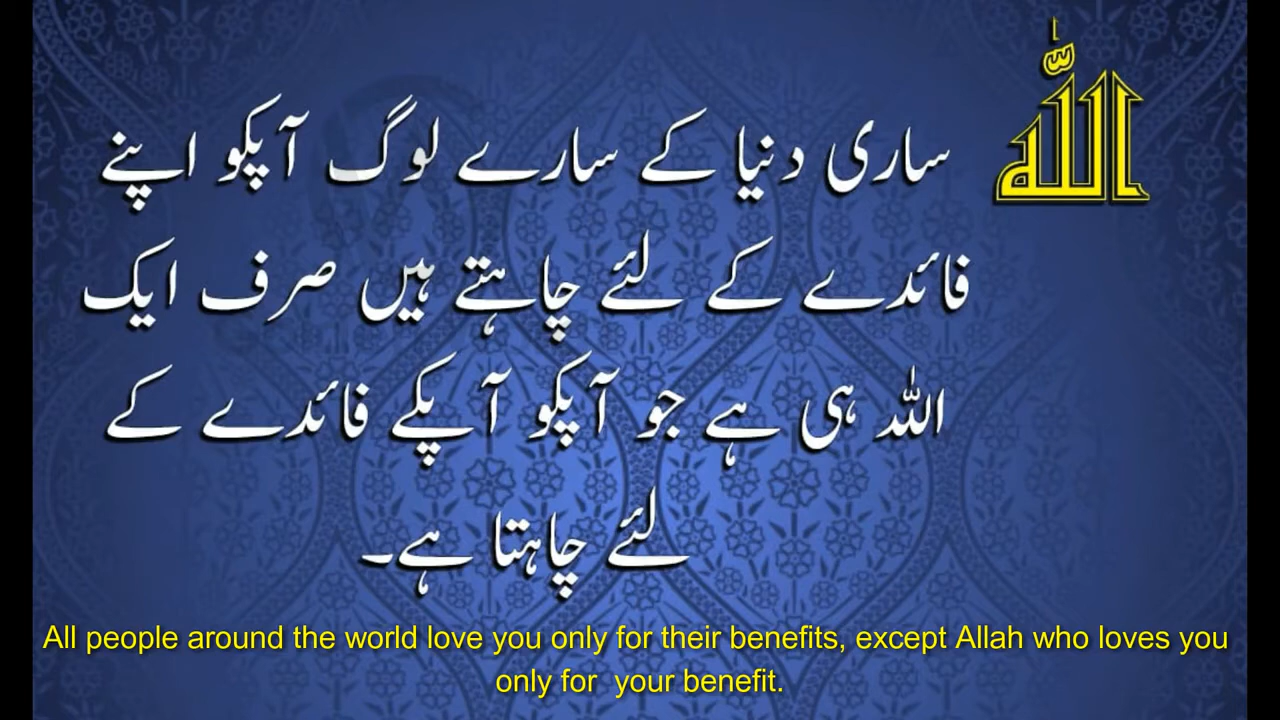 اللّٰه
ساری دنیا کے سارے لوگ آپکو اپنے
فائدے کے لئے چاہتے ہیں صرف ایک
اللہ ہی ہے جو آپکو آپکے فائدے کے
لئے چاہتا ہے۔
All people around the world love you only for their benefits, except Allah who loves you
only for your benefit.